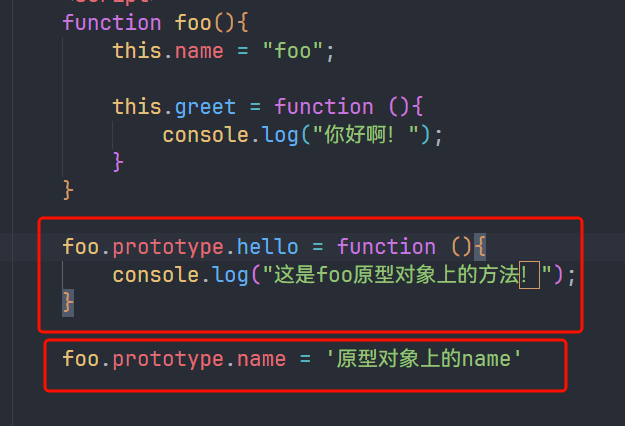 <script>
function foo(){
this.name = "foo";
this.greet = function (){
console.log("你好啊！");
}
}
foo.prototype.hello = function (){
console.log("这是foo原型对象上的方法！");
}
foo.prototype.name = '原型对象上的name'